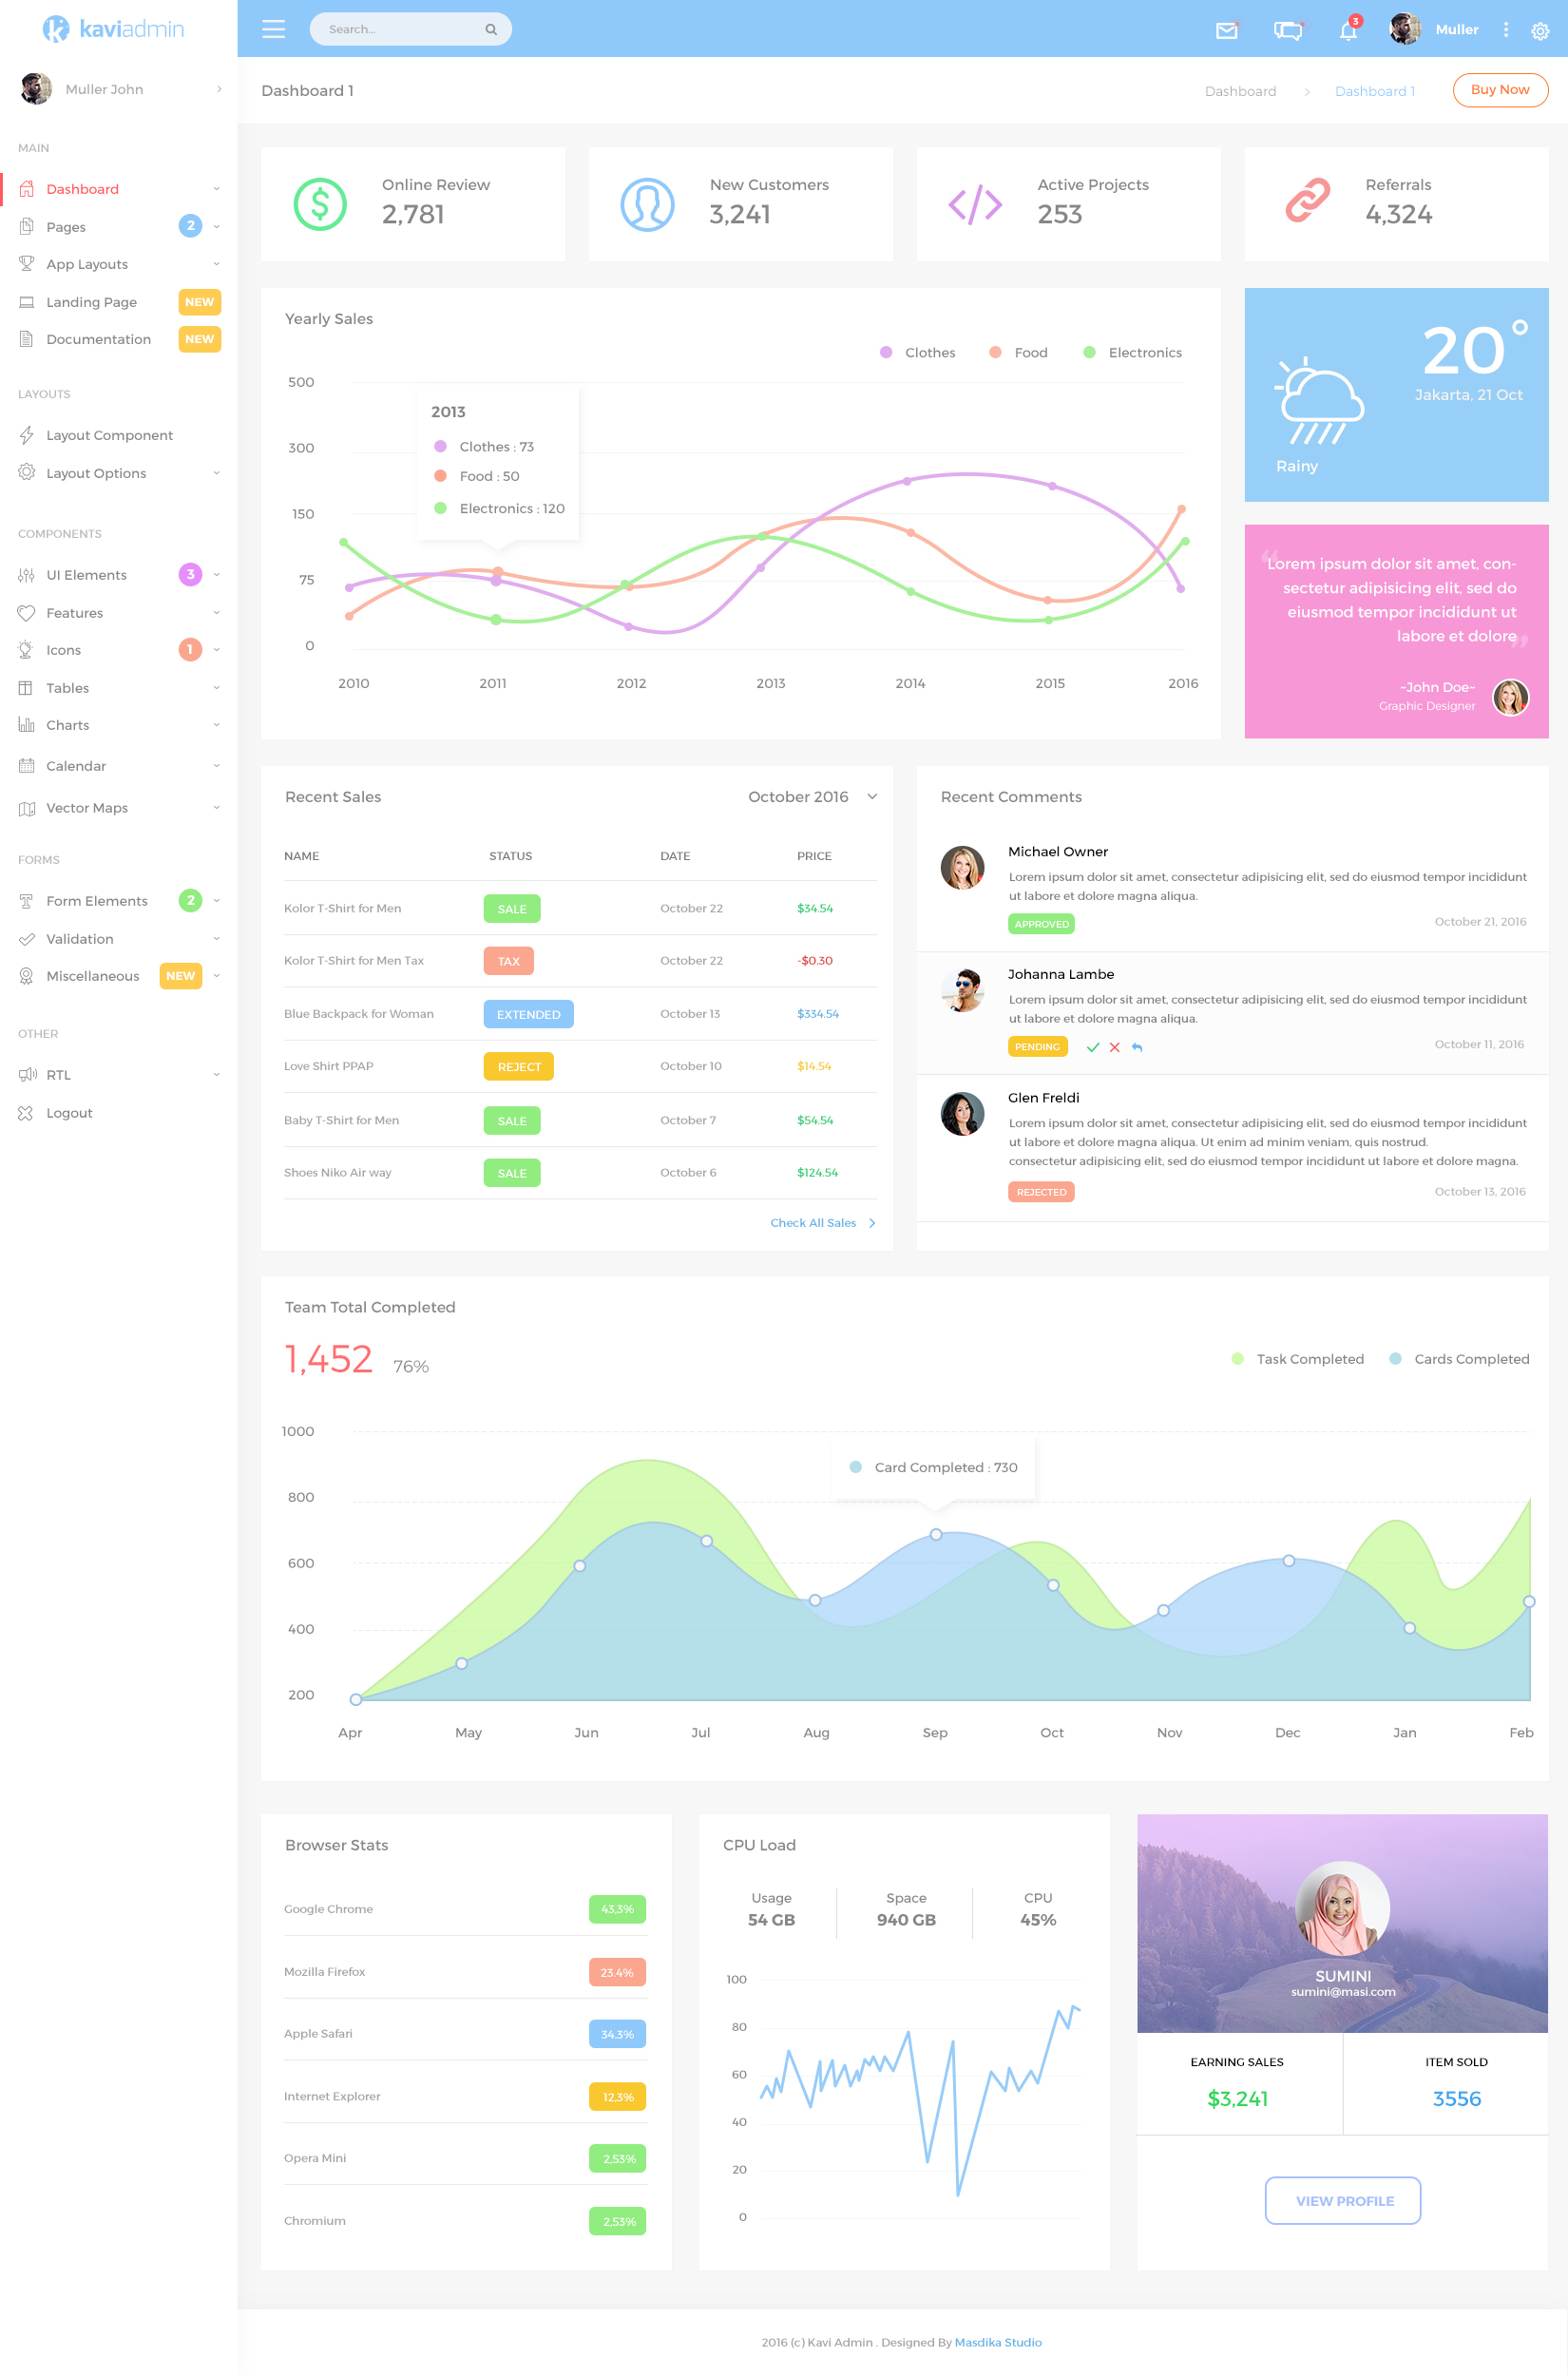 kaviadmin
Search...
3
Muller
Muller John
MAIN
Dashboard
Pages 2
App Layouts
Landing Page NEW
Documentation NEW
LAYOUTS
Layout Component
Layout Options
COMPONENTS
UI Elements 3
Features
Icons 1
Tables
Charts
Calendar
Vector Maps
FORMS
Form Elements 2
Validation
Miscellaneous NEW
OTHER
RTL
Logout
Dashboard 1
Dashboard > Dashboard 1
Buy Now
Online Review
2,781
New Customers
3,241
Active Projects
253
Referrals
4,324
Yearly Sales
Clothes Food Electronics
500
300
150
75
0
2013
Clothes : 73
Food : 50
Electronics : 120
2010 2011 2012 2013 2014 2015 2016
20°
Jakarta, 21 Oct
Rainy
“Lorem ipsum dolor sit amet, con-
sectetur adipisicing elit, sed do
eiusmod tempor incididunt ut
labore et dolore”
~John Doe~
Graphic Designer
Recent Sales
October 2016
NAME STATUS DATE PRICE
Kolor T-Shirt for Men SALE October 22 $34.54
Kolor T-Shirt for Men Tax TAX October 22 -$0.30
Blue Backpack for Woman EXTENDED October 13 $334.54
Love Shirt PPAP REJECT October 10 $14.54
Baby T-Shirt for Men SALE October 7 $54.54
Shoes Niko Air way SALE October 6 $124.54
Check All Sales
Recent Comments
Michael Owner
Lorem ipsum dolor sit amet, consectetur adipisicing elit, sed do eiusmod tempor incididunt
ut labore et dolore magna aliqua.
APPROVED October 21, 2016
Johanna Lambe
Lorem ipsum dolor sit amet, consectetur adipisicing elit, sed do eiusmod tempor incididunt
ut labore et dolore magna aliqua.
PENDING October 11, 2016
Glen Freldi
Lorem ipsum dolor sit amet, consectetur adipisicing elit, sed do eiusmod tempor incididunt
ut labore et dolore magna aliqua. Ut enim ad minim veniam, quis nostrud.
consectetur adipisicing elit, sed do eiusmod tempor incididunt ut labore et dolore magna.
REJECTED October 13, 2016
Team Total Completed
1,452 76%
Task Completed Cards Completed
1000
800
600
400
200
Card Completed : 730
Apr May Jun Jul Aug Sep Oct Nov Dec Jan Feb
Browser Stats
Google Chrome 43,3%
Mozilla Firefox 23.4%
Apple Safari 34.3%
Internet Explorer 12,3%
Opera Mini 2,53%
Chromium 2,53%
CPU Load
Usage Space CPU
54 GB 940 GB 45%
100
80
60
40
20
0
SUMINI
sumini@masi.com
EARNING SALES ITEM SOLD
$3,241 3556
VIEW PROFILE
2016 (c) Kavi Admin . Designed By Masdika Studio